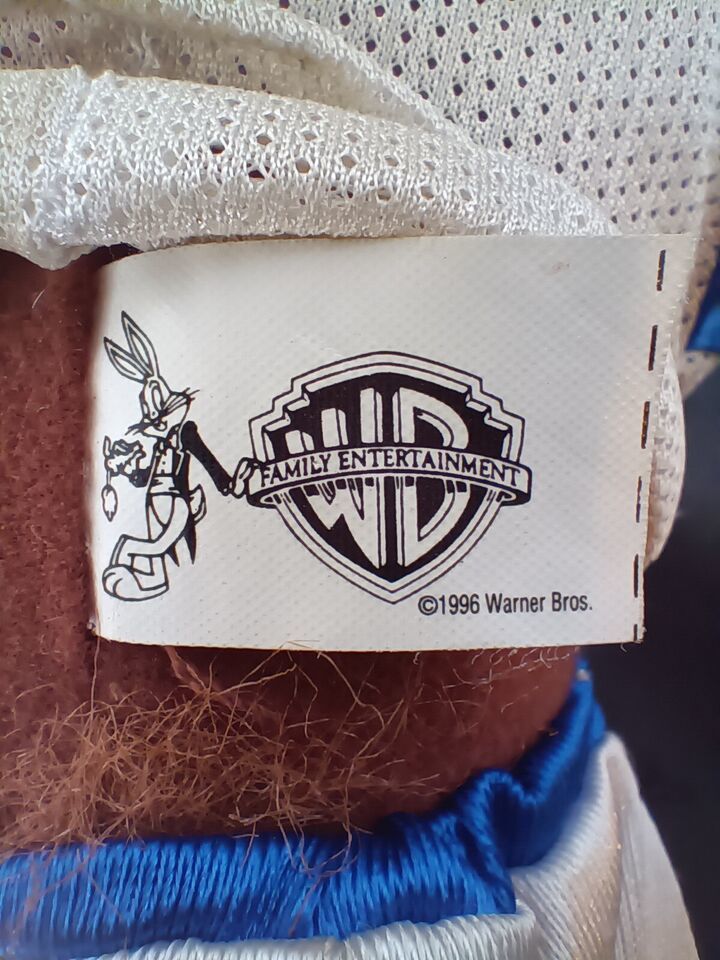 WB
FAMILY ENTERTAINMENT
©1996 Warner Bros.